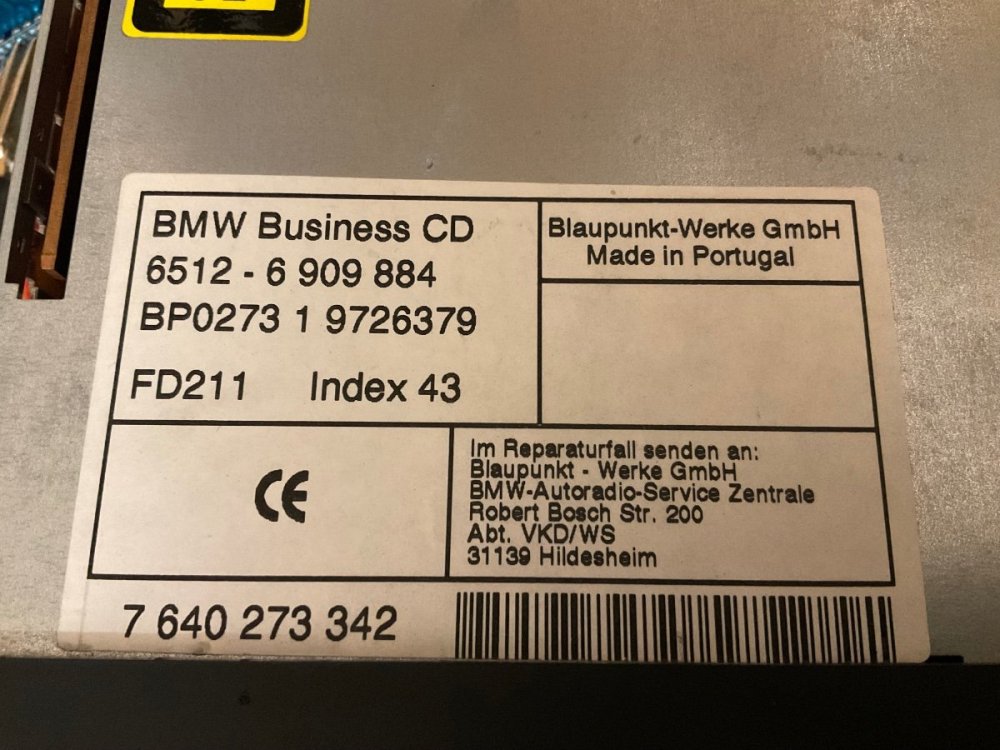 BMW Business CD
6512 - 6 909 884
BP0273 1 9726379
FD211 Index 43
Blaupunkt-Werke GmbH
Made in Portugal
CE
Im Reparaturfall senden an:
Blaupunkt - Werke GmbH
BMW-Autoradio-Service Zentrale
Robert Bosch Str. 200
Abt. VKD/WS
31139 Hildesheim
7 640 273 342